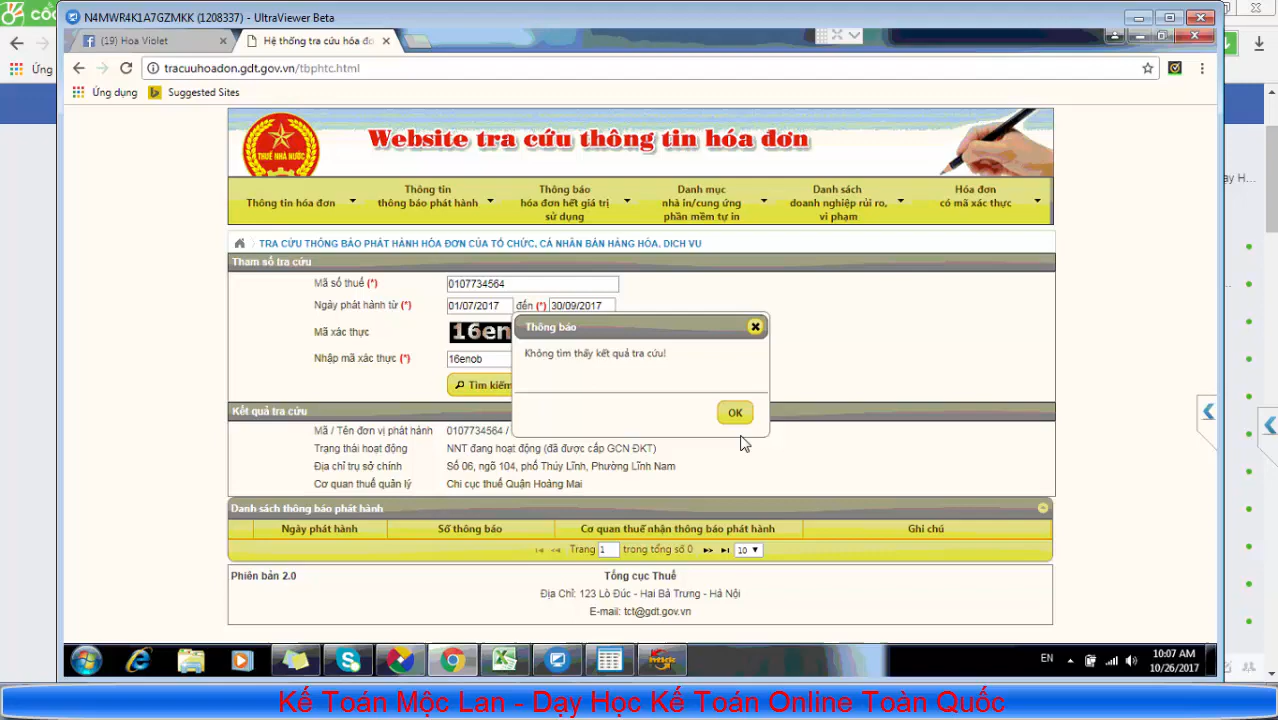 CỐC
N4MWR4K1A7GZMKK (1208337) - UltraViewer Beta
(19) Hoa Violet
Hệ thống tra cứu hóa đơ
tracuuhoadon.gdt.gov.vn/tbphtc.html
Ứng
Ứng dụng
Suggested Sites
THUẾ NHÀ NƯỚC
Website tra cứu thông tin hóa đơn
Thông tin hóa đơn
Thông tin
thông báo phát hành
Thông báo
hóa đơn hết giá trị
sử dụng
Danh mục
nhà in/cung ứng
phần mềm tự in
Danh sách
doanh nghiệp rủi ro,
vi phạm
Hóa đơn
có mã xác thực
TRA CỨU THÔNG BÁO PHÁT HÀNH HÓA ĐƠN CỦA TỔ CHỨC, CÁ NHÂN BÁN HÀNG HÓA, DỊCH VỤ
Tham số tra cứu
Mã số thuế (*)
0107734564
Ngày phát hành từ (*)
01/07/2017
đến (*)
30/09/2017
Mã xác thực
16en
Nhập mã xác thực (*)
16enob
Tìm kiếm
Thông báo
Không tìm thấy kết quả tra cứu!
OK
Kết quả tra cứu
Mã / Tên đơn vị phát hành
0107734564 /
Trạng thái hoạt động
NNT đang hoạt động (đã được cấp GCN ĐKT)
Địa chỉ trụ sở chính
Số 06, ngõ 104, phố Thúy Lĩnh, Phường Lĩnh Nam
Cơ quan thuế quản lý
Chi cục thuế Quận Hoàng Mai
Danh sách thông báo phát hành
Ngày phát hành
Số thông báo
Cơ quan thuế nhận thông báo phát hành
Ghi chú
Trang 1 trong tổng số 0
10
Phiên bản 2.0
Tổng cục Thuế
Địa Chỉ: 123 Lò Đúc - Hai Bà Trưng - Hà Nội
E-mail: tct@gdt.gov.vn
EN
10:07 AM
10/26/2017
Kế Toán Mộc Lan - Dạy Học Kế Toán Online Toàn Quốc